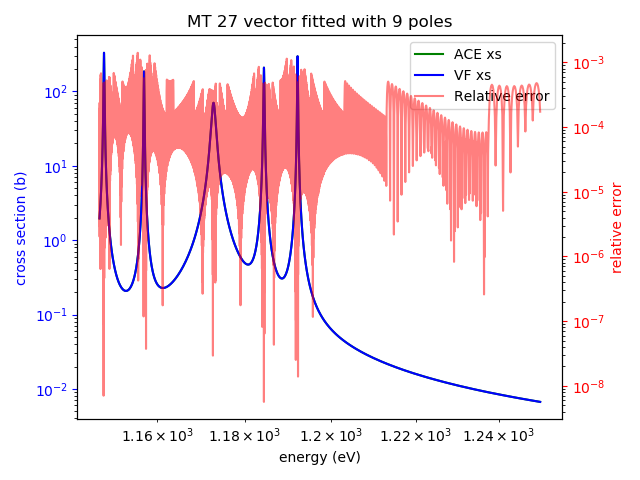 MT 27 vector fitted with 9 poles
ACE xs
VF xs
Relative error
cross section (b)
10²
10¹
10⁰
10⁻¹
10⁻²
10⁻³
10⁻⁴
10⁻⁵
10⁻⁶
10⁻⁷
10⁻⁸
relative error
1.16 × 10³ 1.18 × 10³ 1.2 × 10³ 1.22 × 10³ 1.24 × 10³
energy (eV)